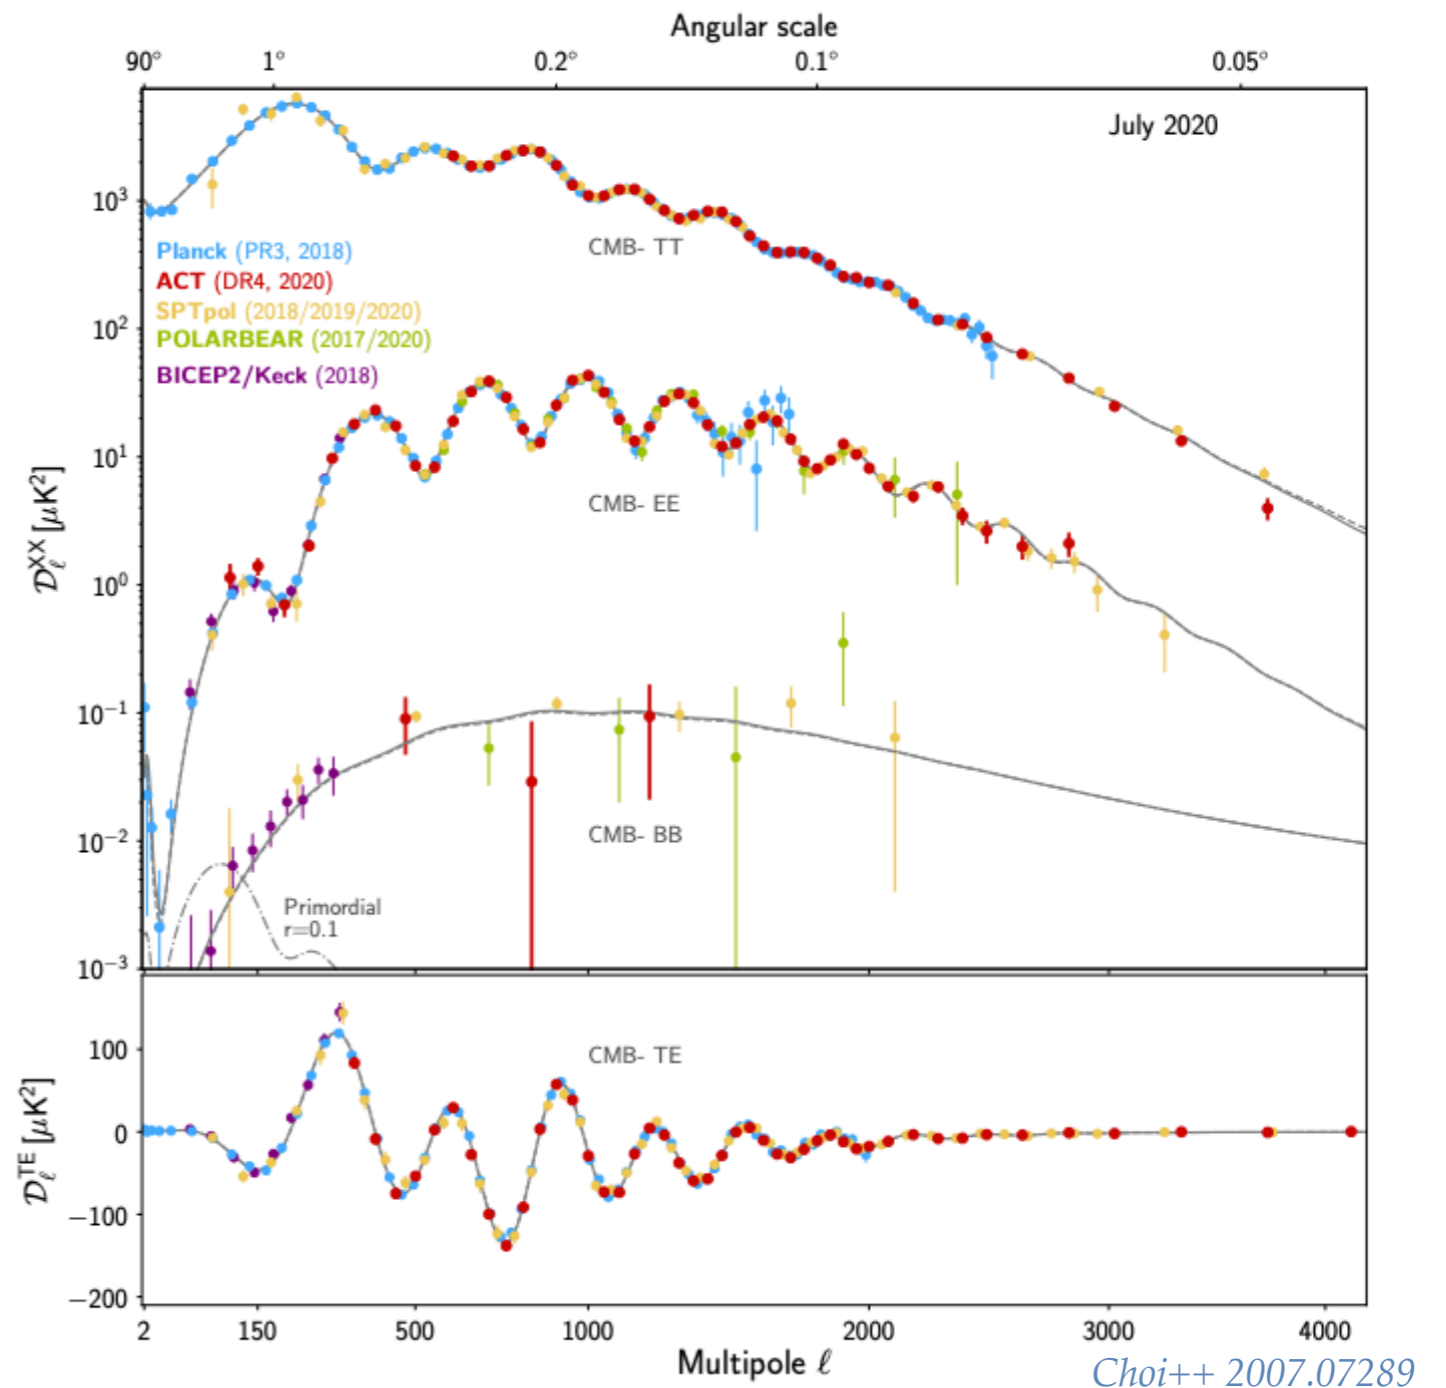 Angular scale
90° 1° 0.2° 0.1° 0.05°
July 2020
10³
CMB- TT
Planck (PR3, 2018)
ACT (DR4, 2020)
SPTpol (2018/2019/2020)
POLARBEAR (2017/2020)
BICEP2/Keck (2018)
10²
10¹
CMB- EE
𝒟ℓ^XX [μK²]
10⁰
10⁻¹
CMB- BB
10⁻²
Primordial
r=0.1
10⁻³
100
CMB- TE
0
𝒟ℓ^TE [μK²]
−100
−200
2 150 500 1000 2000 3000 4000
Multipole ℓ
Choi++ 2007.07289